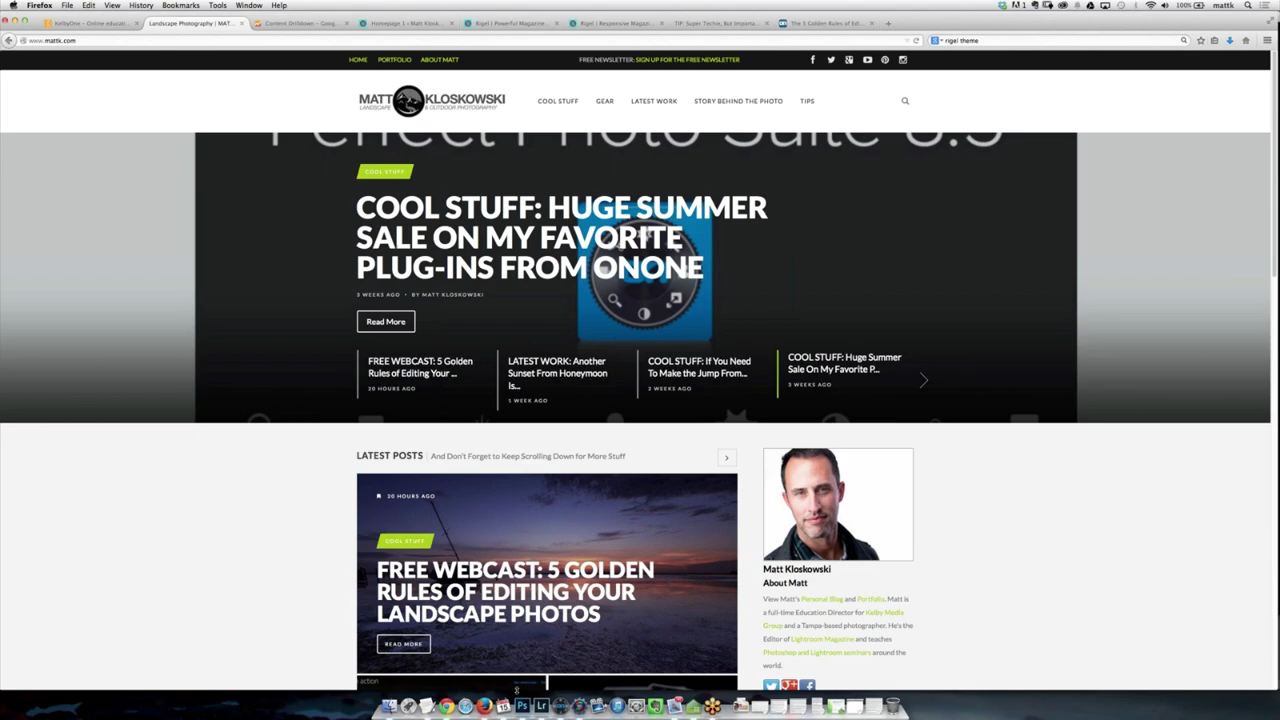 Firefox File Edit View History Bookmarks Tools Window Help 1 100% mattk
KelbyOne – Online educati... Landscape Photography | MAT... Content Drilldown – Goog... Homepage 1 ‹ Matt Klosk... Rigel | Powerful Magazine... Rigel | Responsive Magazi... TIP: Super Techie, But Importa... The 5 Golden Rules of Edi...
www.mattk.com rigel theme
HOME PORTFOLIO ABOUT MATT FREE NEWSLETTER: SIGN UP FOR THE FREE NEWSLETTER
MATT KLOSKOWSKI
LANDSCAPE & OUTDOOR PHOTOGRAPHY
COOL STUFF GEAR LATEST WORK STORY BEHIND THE PHOTO TIPS
Perfect Photo Suite 8.5
COOL STUFF
COOL STUFF: HUGE SUMMER
SALE ON MY FAVORITE
PLUG-INS FROM ONONE
3 WEEKS AGO • BY MATT KLOSKOWSKI
Read More
FREE WEBCAST: 5 Golden
Rules of Editing Your ...
20 HOURS AGO
LATEST WORK: Another
Sunset From Honeymoon
Is...
1 WEEK AGO
COOL STUFF: If You Need
To Make the Jump From...
2 WEEKS AGO
COOL STUFF: Huge Summer
Sale On My Favorite P...
3 WEEKS AGO
LATEST POSTS And Don't Forget to Keep Scrolling Down for More Stuff
20 HOURS AGO
COOL STUFF
FREE WEBCAST: 5 GOLDEN
RULES OF EDITING YOUR
LANDSCAPE PHOTOS
READ MORE
action
Matt Kloskowski
About Matt
View Matt's Personal Blog and Portfolio. Matt is
a full-time Education Director for Kelby Media
Group and a Tampa-based photographer. He's the
Editor of Lightroom Magazine and teaches
Photoshop and Lightroom seminars around the
world.
Ps Lr